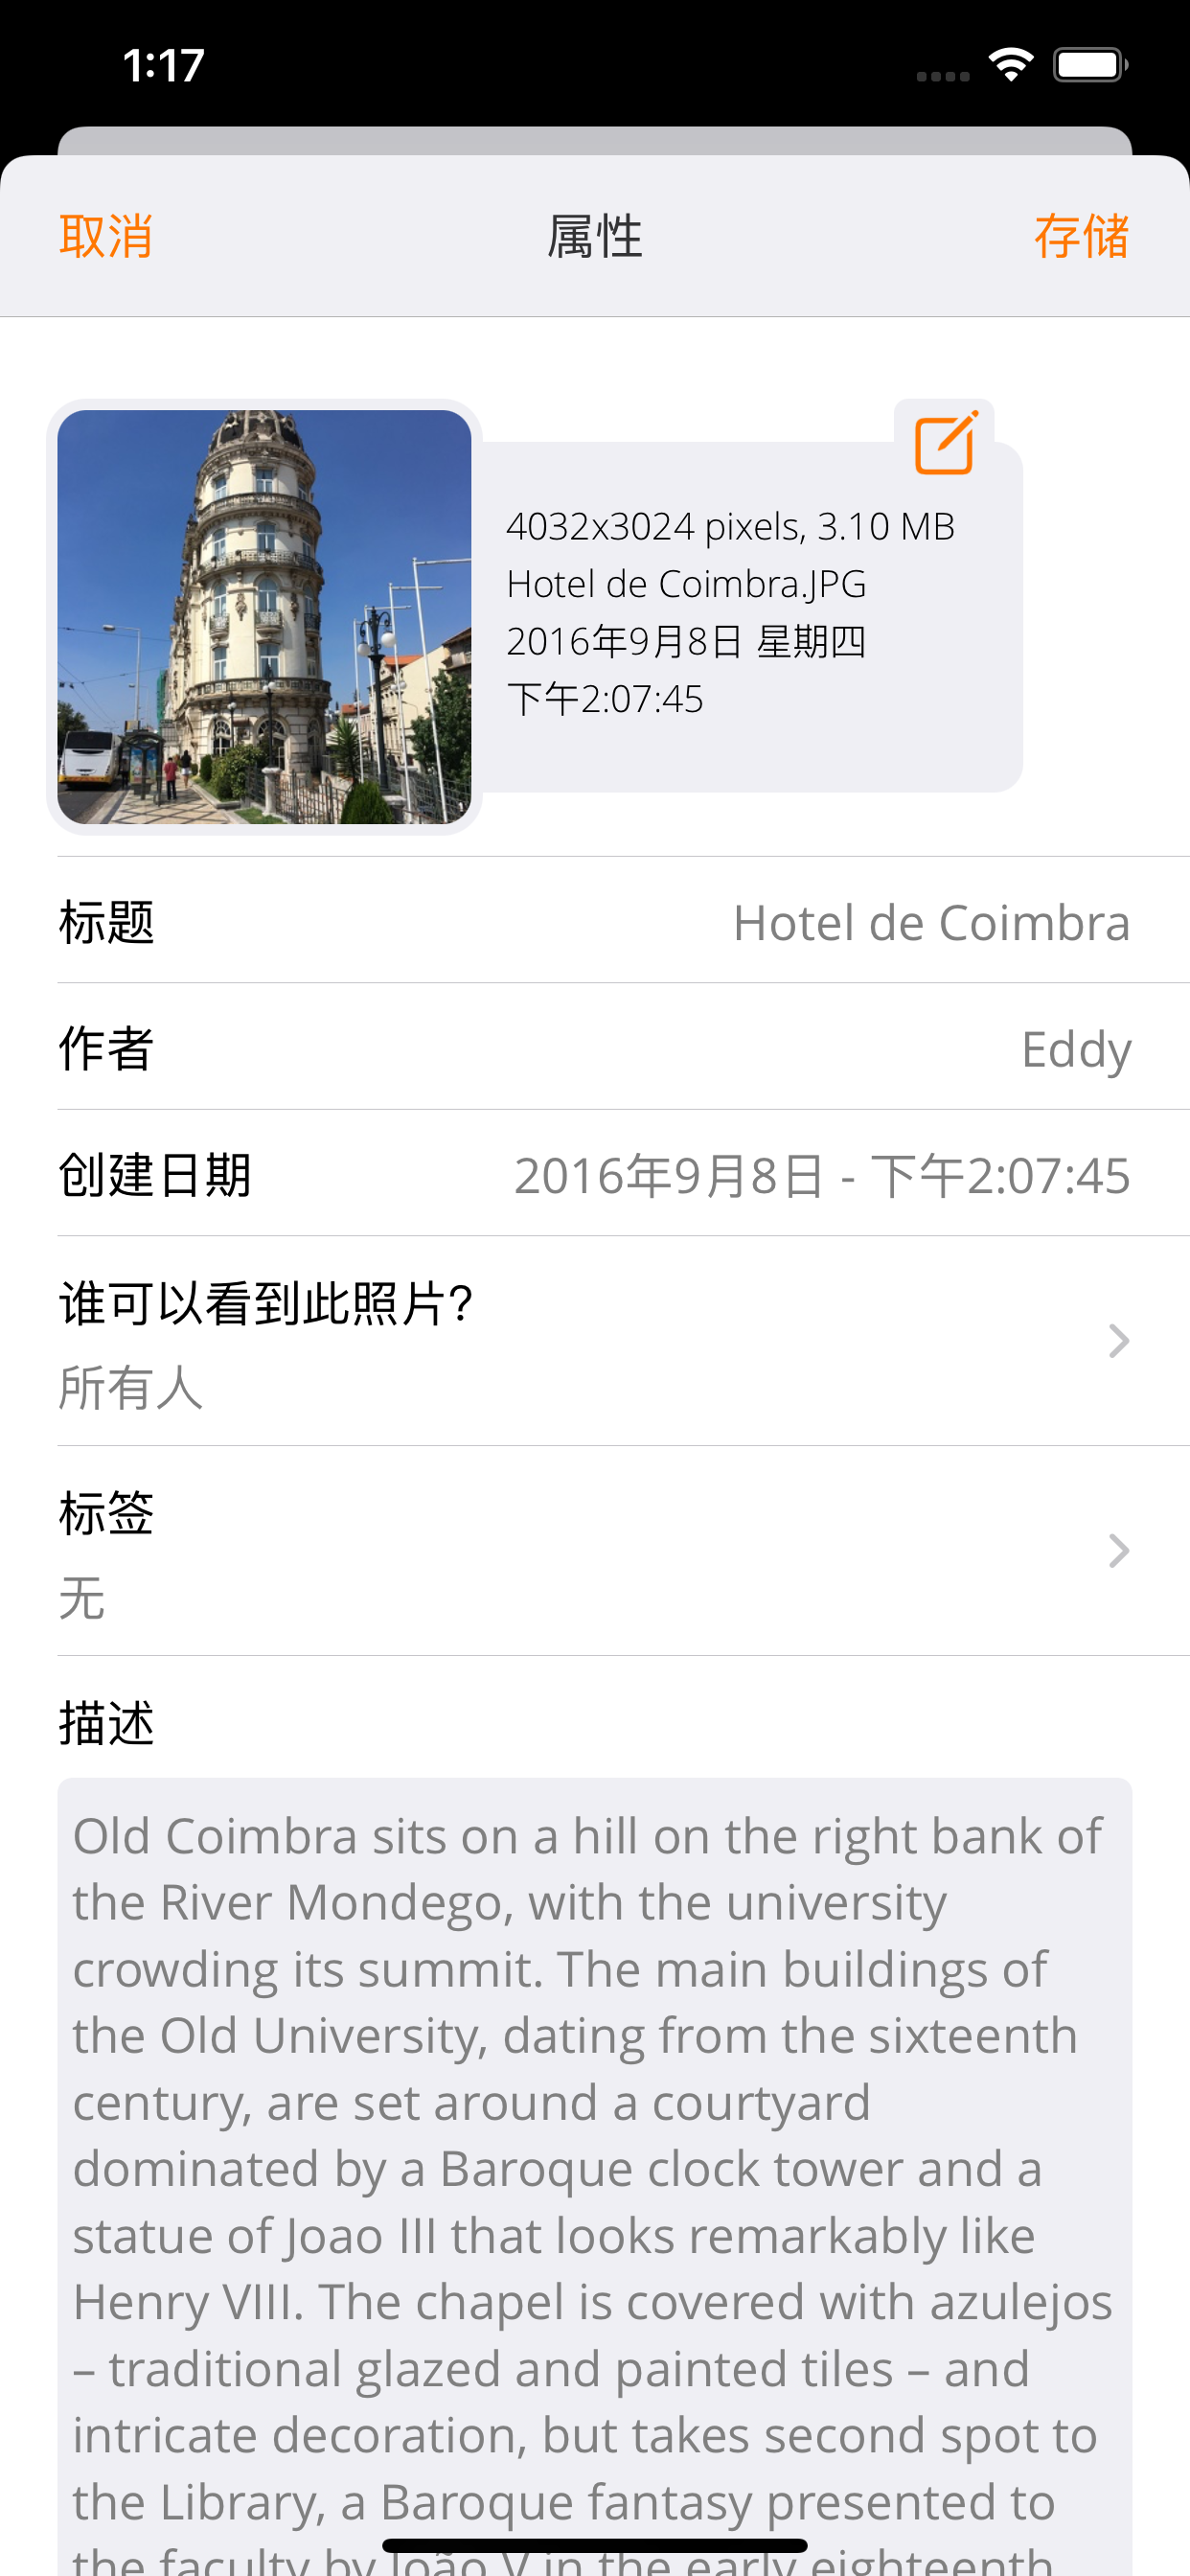 1:17
取消
属性
存储
4032x3024 pixels, 3.10 MB
Hotel de Coimbra.JPG
2016年9月8日 星期四
下午2:07:45
标题
Hotel de Coimbra
作者
Eddy
创建日期
2016年9月8日 - 下午2:07:45
谁可以看到此照片?
所有人
标签
无
描述
Old Coimbra sits on a hill on the right bank of
the River Mondego, with the university
crowding its summit. The main buildings of
the Old University, dating from the sixteenth
century, are set around a courtyard
dominated by a Baroque clock tower and a
statue of Joao III that looks remarkably like
Henry VIII. The chapel is covered with azulejos
– traditional glazed and painted tiles – and
intricate decoration, but takes second spot to
the Library, a Baroque fantasy presented to
the faculty by João V in the early eighteenth